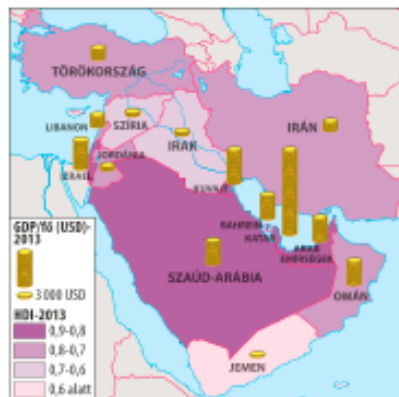 TÖRÖKORSZÁG
LIBANON
SZÍRIA
IRÁN
IRAK
JORDÁNIA
IZRAEL
KUVAIT
BAHREIN
KATAR
ARAB
EMÍRSÉGEK
SZAÚD-ARÁBIA
OMÁN
JEMEN
GDP/fő (USD)-
2013
3 000 USD
HDI-2013
0,9-0,8
0,8-0,7
0,7-0,6
0,6 alatt